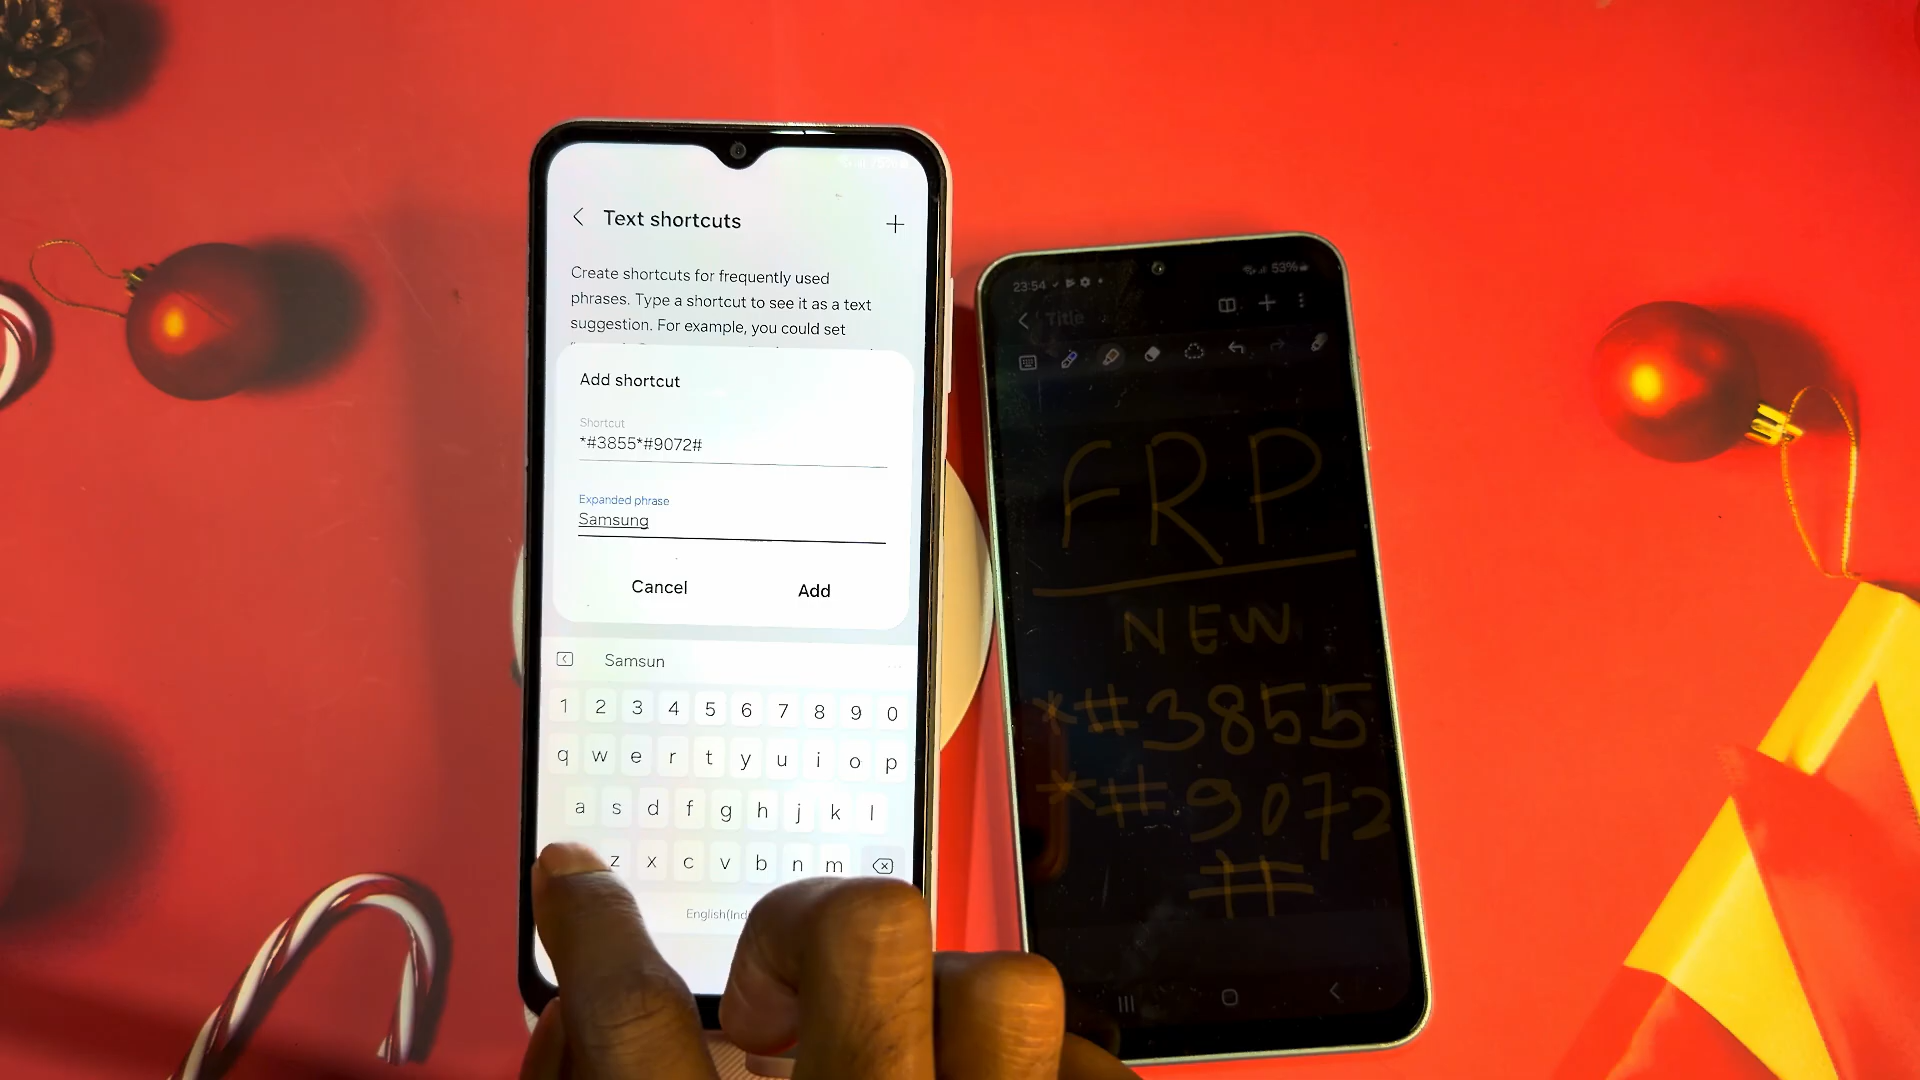 Text shortcuts
+
Create shortcuts for frequently used
phrases. Type a shortcut to see it as a text
suggestion. For example, you could set
Add shortcut
Shortcut
*#3855*#9072#
Expanded phrase
Samsung
Cancel
Add
Samsun
...
1 2 3 4 5 6 7 8 9 0
q w e r t y u i o p
a s d f g h j k l
z x c v b n m
English(Ind
23:54
53%
Title
FRP
NEW
*#3855
*#9072
#